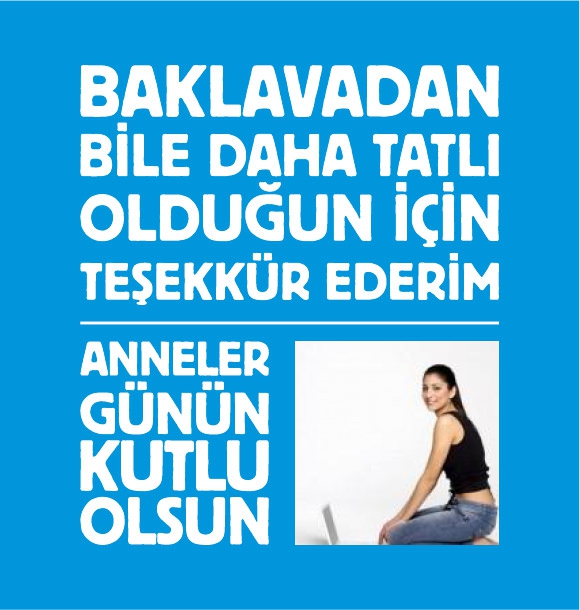 BAKLAVADAN
BİLE DAHA TATLI
OLDUĞUN İÇİN
TEŞEKKÜR EDERİM
ANNELER
GÜNÜN
KUTLU
OLSUN